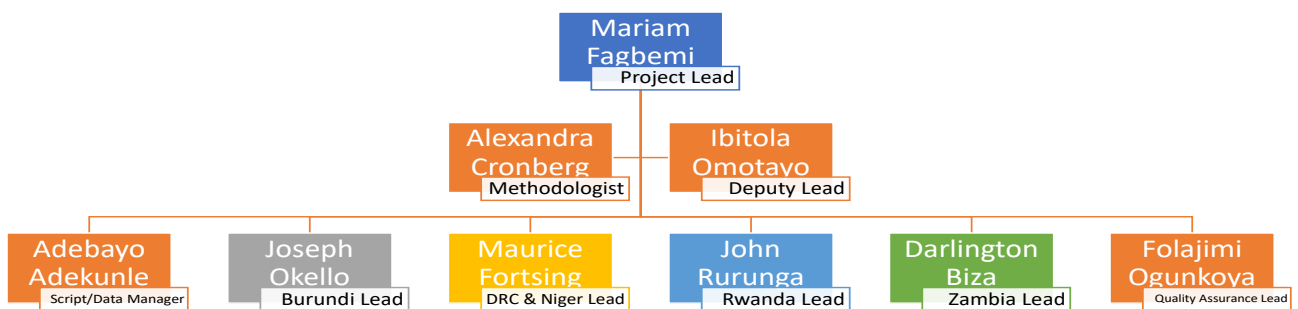 Mariam
Fagbemi
Project Lead
Alexandra
Cronberg
Methodologist
Ibitola
Omotayo
Deputy Lead
Adebayo
Adekunle
Script/Data Manager
Joseph
Okello
Burundi Lead
Maurice
Fortsing
DRC & Niger Lead
John
Rurunga
Rwanda Lead
Darlington
Biza
Zambia Lead
Folajimi
Ogunkoya
Quality Assurance Lead